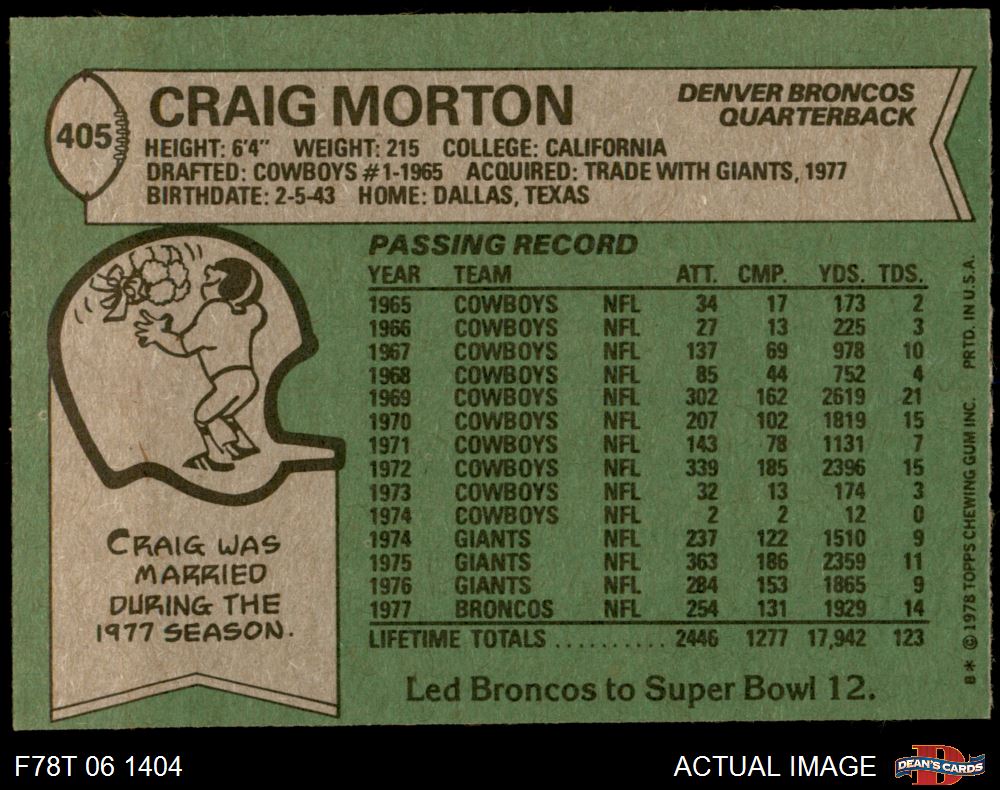 405
CRAIG MORTON
DENVER BRONCOS
QUARTERBACK
HEIGHT: 6'4" WEIGHT: 215 COLLEGE: CALIFORNIA
DRAFTED: COWBOYS #1-1965 ACQUIRED: TRADE WITH GIANTS, 1977
BIRTHDATE: 2-5-43 HOME: DALLAS, TEXAS
PASSING RECORD
YEAR TEAM ATT. CMP. YDS. TDS.
1965 COWBOYS NFL 34 17 173 2
1966 COWBOYS NFL 27 13 225 3
1967 COWBOYS NFL 137 69 978 10
1968 COWBOYS NFL 85 44 752 4
1969 COWBOYS NFL 302 162 2619 21
1970 COWBOYS NFL 207 102 1819 15
1971 COWBOYS NFL 143 78 1131 7
1972 COWBOYS NFL 339 185 2396 15
1973 COWBOYS NFL 32 13 174 3
1974 COWBOYS NFL 2 2 12 0
1974 GIANTS NFL 237 122 1510 9
1975 GIANTS NFL 363 186 2359 11
1976 GIANTS NFL 284 153 1865 9
1977 BRONCOS NFL 254 131 1929 14
LIFETIME TOTALS .......... 2446 1277 17,942 123
Led Broncos to Super Bowl 12.
CRAIG WAS
MARRIED
DURING THE
1977 SEASON.
B* © 1978 TOPPS CHEWING GUM INC. PRTD. IN U.S.A.
F78T 06 1404
ACTUAL IMAGE
D
DEAN'S CARDS